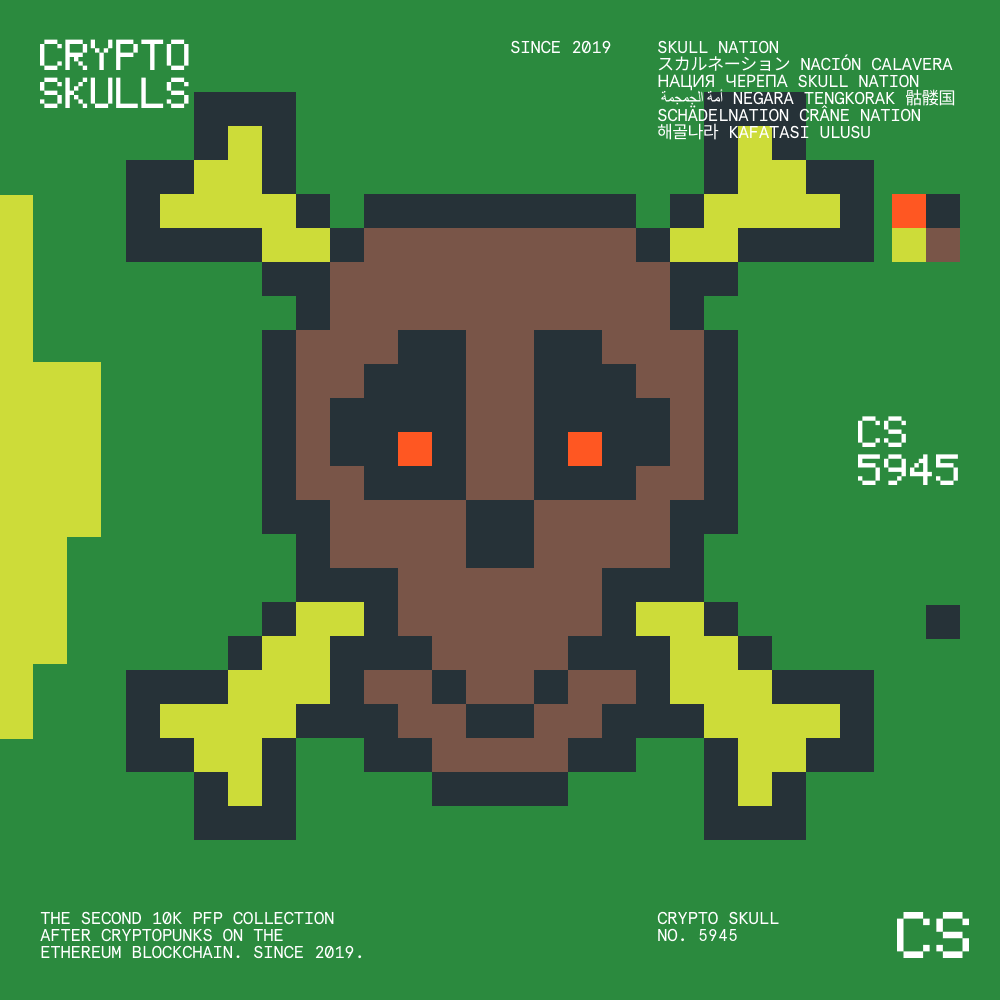 CRYPTO
SKULLS
SINCE 2019
SKULL NATION
スカルネーション NACIÓN CALAVERA
НАЦИЯ ЧЕРЕПА SKULL NATION
أمة الجمجمة NEGARA TENGKORAK 骷髅国
SCHÄDELNATION CRÂNE NATION
해골나라 KAFATASI ULUSU
CS
5945
THE SECOND 10K PFP COLLECTION
AFTER CRYPTOPUNKS ON THE
ETHEREUM BLOCKCHAIN. SINCE 2019.
CRYPTO SKULL
NO. 5945
CS